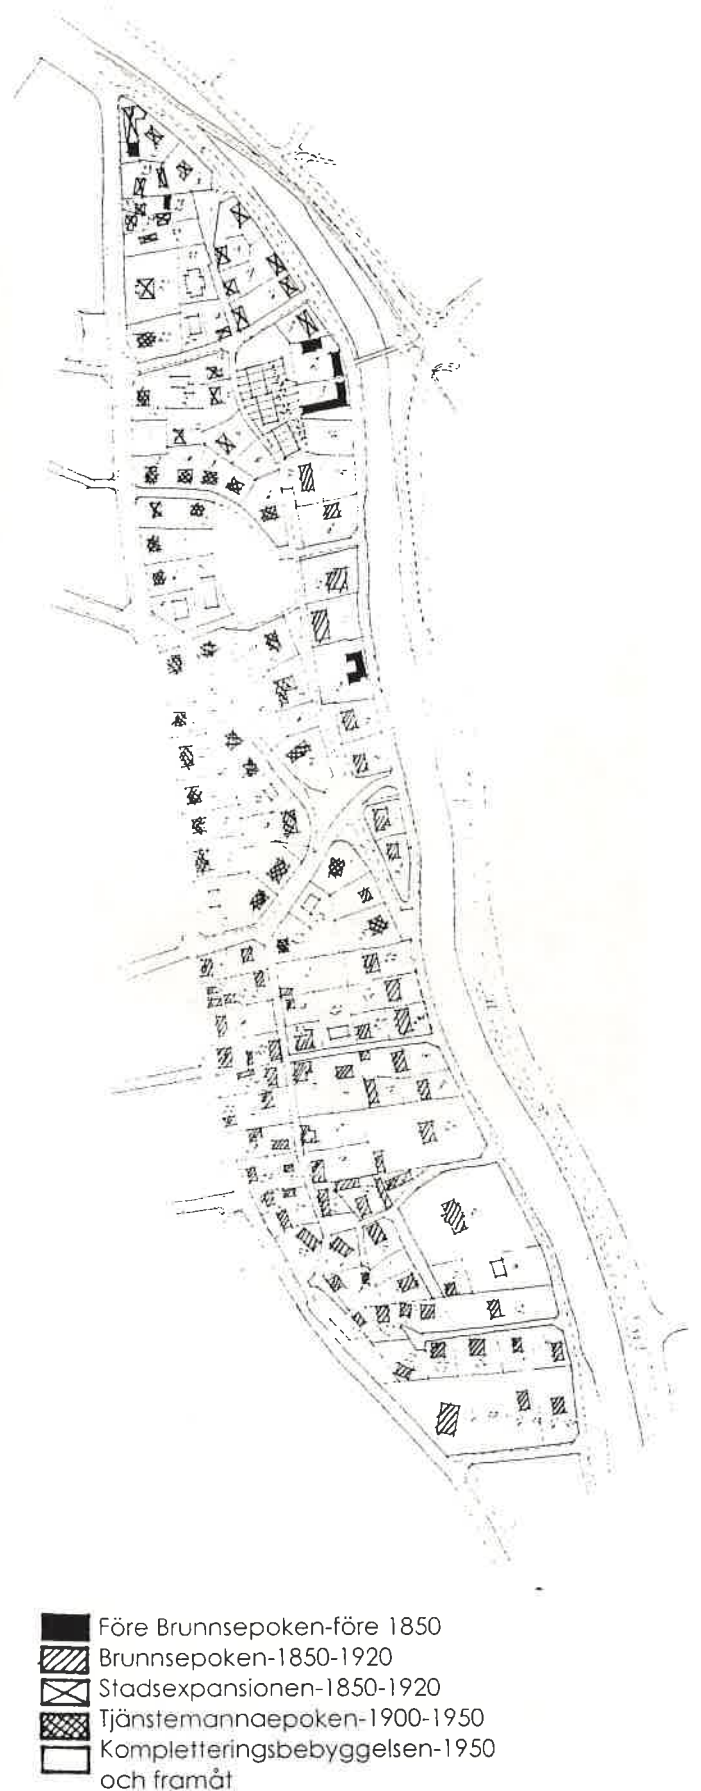 Före Brunnsepoken-före 1850
Brunnsepoken-1850-1920
Stadsexpansionen-1850-1920
Tjänstemannaepoken-1900-1950
Kompletteringsbebyggelsen-1950
och framåt